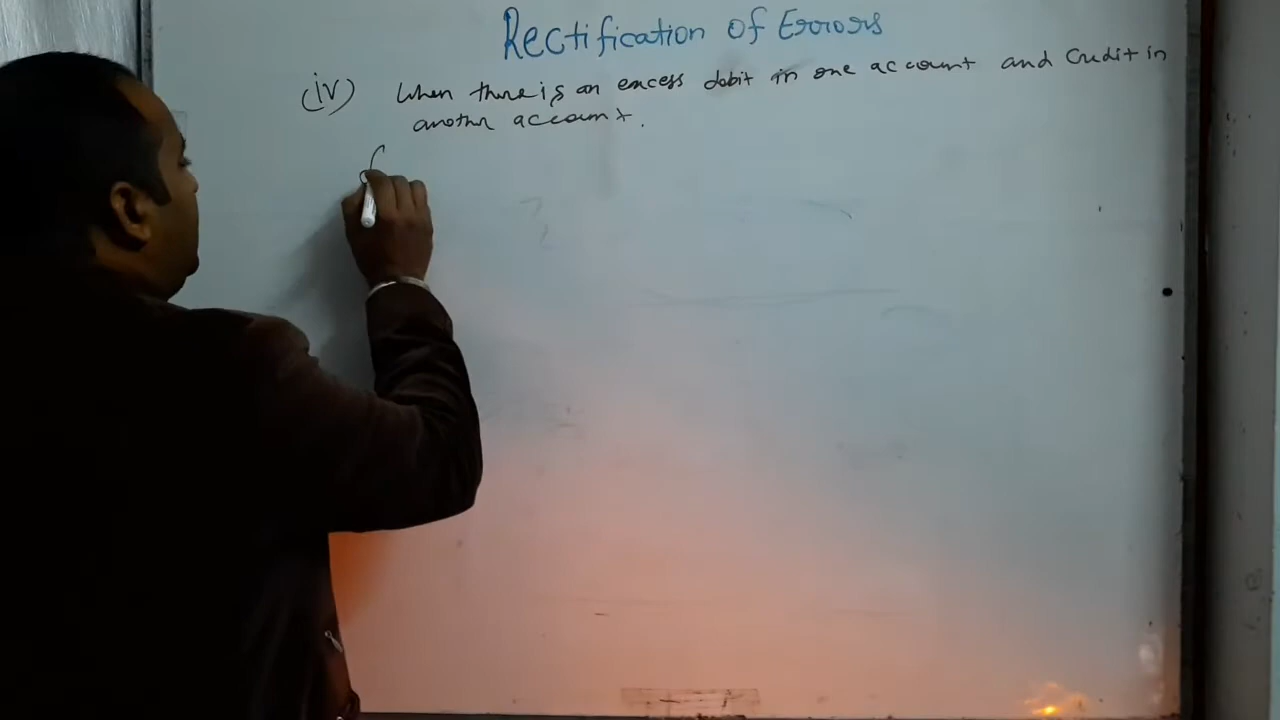 Rectification of Errors
(iv) When there is an excess debit in one account and Credit in
another account.